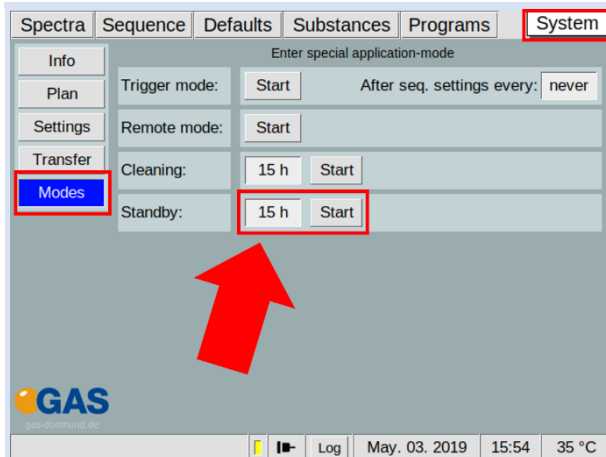 Spectra Sequence Defaults Substances Programs System
Info
Plan
Settings
Transfer
Modes
Enter special application-mode
Trigger mode: Start After seq. settings every: never
Remote mode: Start
Cleaning: 15 h Start
Standby: 15 h Start
GAS
gas-dortmund.de
Log May. 03. 2019 15:54 35 °C